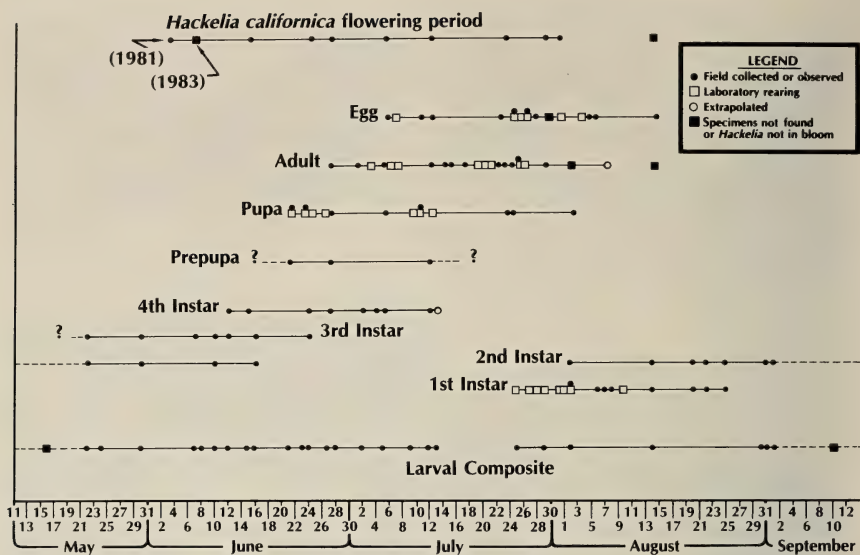 Hackelia californica flowering period
(1981)
(1983)
LEGEND
Field collected or observed
Laboratory rearing
Extrapolated
Specimens not found
or Hackelia not in bloom
Egg
Adult
Pupa
Prepupa ? ?
4th Instar
? 3rd Instar
2nd Instar
1st Instar
Larval Composite
11 15 19 23 27 31 4 8 12 16 20 24 28 2 6 10 14 18 22 26 30 3 7 11 15 19 23 27 31 4 8 12
13 17 21 25 29 2 6 10 14 18 22 26 30 4 8 12 16 20 24 28 1 5 9 13 17 21 25 29 2 6 10
May June July August September